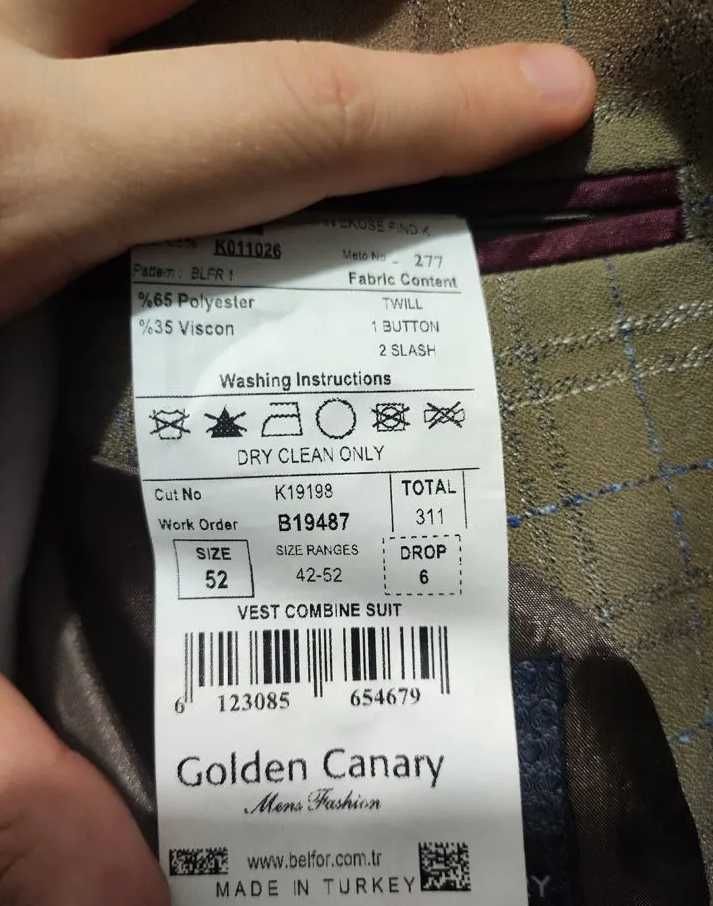 K011026
Meto No - 277
Pattern: BLFR 1
Fabric Content
%65 Polyester
TWILL
%35 Viscon
1 BUTTON
2 SLASH
Washing Instructions
DRY CLEAN ONLY
Cut No K19198
TOTAL
Work Order B19487
311
SIZE
SIZE RANGES
DROP
52
42-52
6
VEST COMBINE SUIT
6 123085 654679
Golden Canary
Mens Fashion
www.belfor.com.tr
MADE IN TURKEY